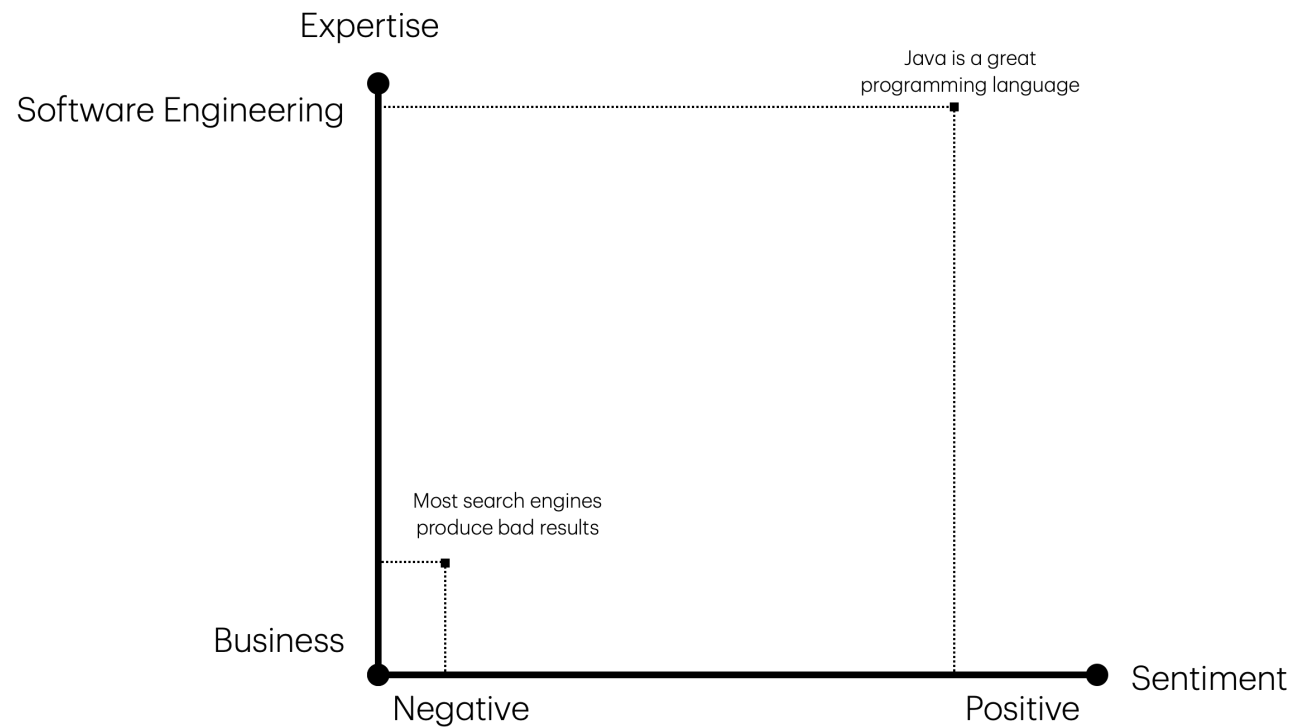 Expertise
Java is a great
programming language
Software Engineering
Most search engines
produce bad results
Business
Sentiment
Negative
Positive